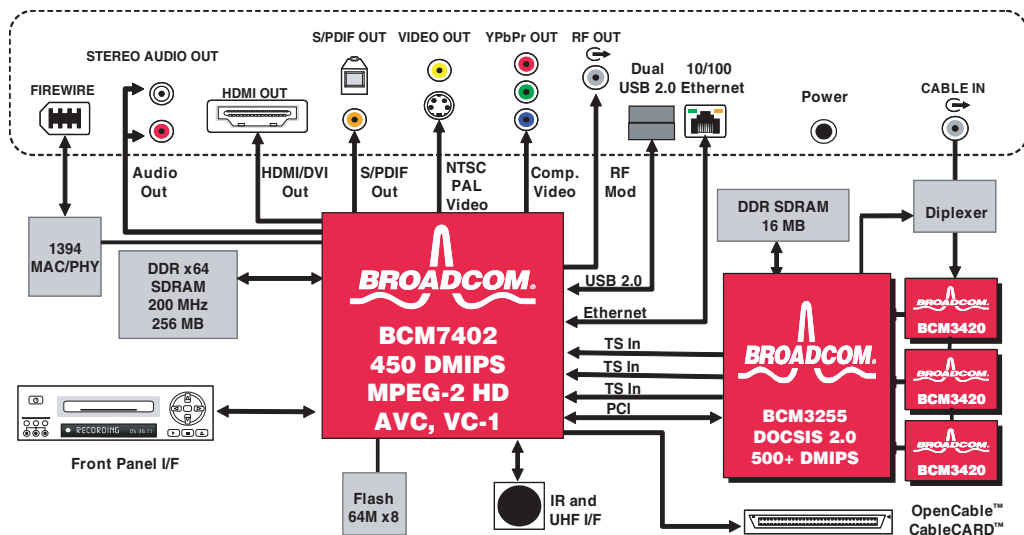 S/PDIF OUT
VIDEO OUT
YPbPr OUT
RF OUT
STEREO AUDIO OUT
Dual
USB 2.0
10/100
Ethernet
FIREWIRE
HDMI OUT
Power
CABLE IN
Audio
Out
HDMI/DVI
Out
S/PDIF
Out
NTSC
PAL
Video
Comp.
Video
RF
Mod
1394
MAC/PHY
DDR x64
SDRAM
200 MHz
256 MB
DDR SDRAM
16 MB
Diplexer
BROADCOM.
BCM7402
450 DMIPS
MPEG-2 HD
AVC, VC-1
USB 2.0
Ethernet
TS In
TS In
TS In
PCI
BROADCOM.
BCM3255
DOCSIS 2.0
500+ DMIPS
BROADCOM.
BCM3420
BROADCOM.
BCM3420
BROADCOM.
BCM3420
RECORDING
Front Panel I/F
Flash
64M x8
IR and
UHF I/F
OpenCable™
CableCARD™